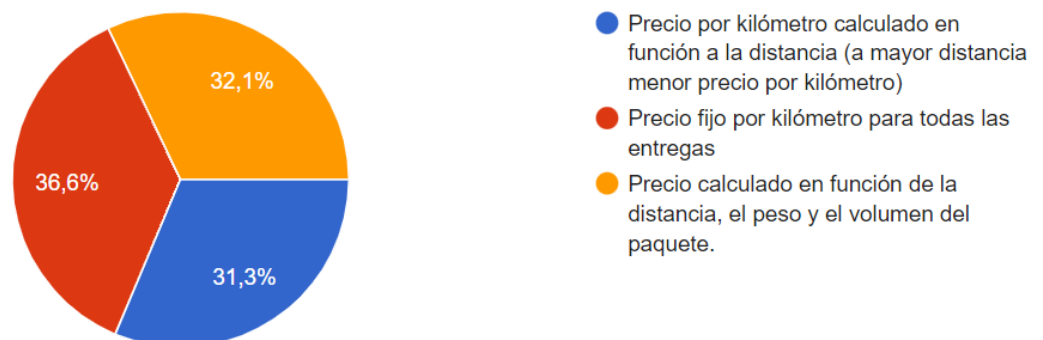 32,1%
36,6%
31,3%
Precio por kilómetro calculado en
función a la distancia (a mayor distancia
menor precio por kilómetro)
Precio fijo por kilómetro para todas las
entregas
Precio calculado en función de la
distancia, el peso y el volumen del
paquete.